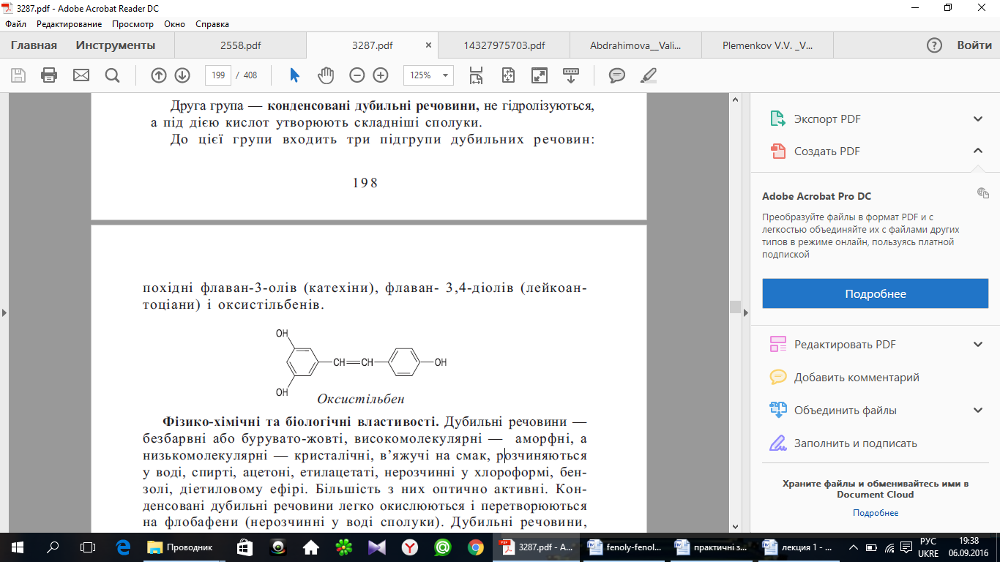 3287.pdf - Adobe Acrobat Reader DC
Файл Редактирование Просмотр Окно Справка
Главная Инструменты 2558.pdf 3287.pdf × 14327975703.pdf Abdrahimova__Vali... Plemenkov V.V. _V... ? Войти
199 / 408 125%
Друга група — конденсовані дубильні речовини, не гідролізуються,
а під дією кислот утворюють складніші сполуки.
До цієї групи входить три підгрупи дубильних речовин:
198
похідні флаван-3-олів (катехіни), флаван- 3,4-діолів (лейкоан-
тоціани) і оксистільбенів.
OH
CH CH OH
OH
Оксистільбен
Фізико-хімічні та біологічні властивості. Дубильні речовини —
безбарвні або бурувато-жовті, високомолекулярні — аморфні, а
низькомолекулярні — кристалічні, в’яжучі на смак, розчиняються
у воді, спирті, ацетоні, етилацетаті, нерозчинні у хлороформі, бен-
золі, діетиловому ефірі. Більшість з них оптично активні. Кон-
денсовані дубильні речовини легко окислюються і перетворюються
на флобафени (нерозчинні у воді сполуки). Дубильні речовини,
Экспорт PDF
Создать PDF
Adobe Acrobat Pro DC
Преобразуйте файлы в формат PDF и с
легкостью объединяйте их с файлами других
типов в режиме онлайн, пользуясь платной
подпиской
Подробнее
Редактировать PDF
Добавить комментарий
Объединить файлы
Заполнить и подписать
Храните файлы и обменивайтесь ими в
Document Cloud
Подробнее
Проводник 3287.pdf - A... fenoly-fenol... практичні з... лекция 1 - ... РУС 19:38
UKRE 06.09.2016